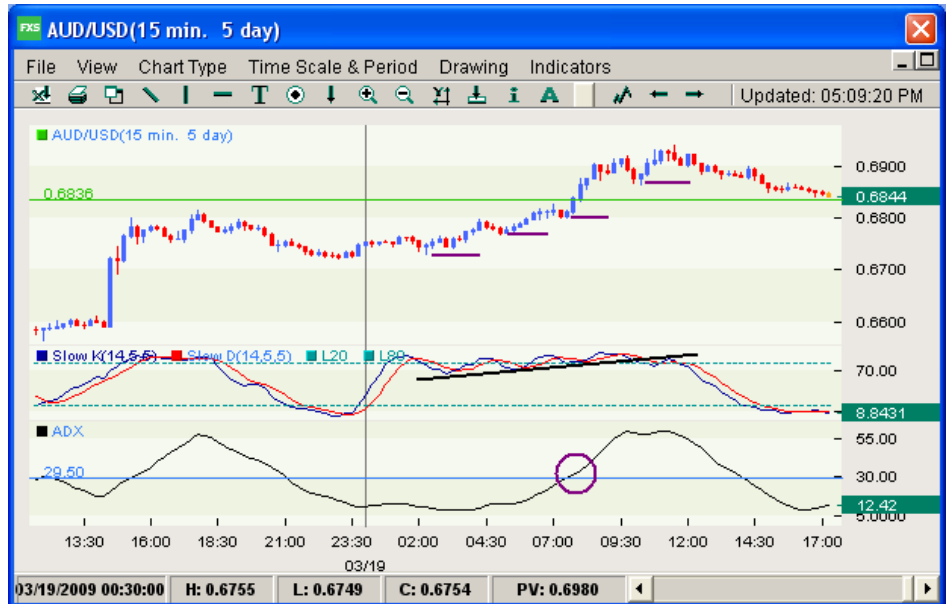 FXS AUD/USD(15 min. 5 day)
File View Chart Type Time Scale & Period Drawing Indicators
T i A Updated: 05:09:20 PM
AUD/USD(15 min. 5 day)
0.6836
0.6900
0.6844
0.6800
0.6700
0.6600
Slow K(14,5,5) Slow D(14,5,5) L20 L80
70.00
8.8431
ADX
29.50
55.00
30.00
12.42
5.0000
13:30 16:00 18:30 21:00 23:30 02:00 04:30 07:00 09:30 12:00 14:30 17:00
03/19
03/19/2009 00:30:00 H: 0.6755 L: 0.6749 C: 0.6754 PV: 0.6980